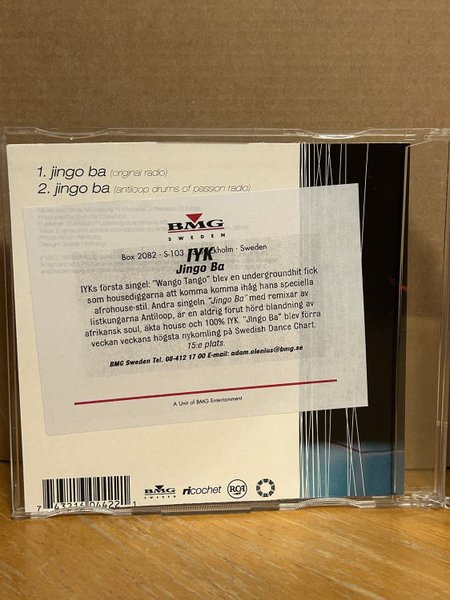 1. jingo ba (original radio)
2. jingo ba (antiloop drums of passion radio)
BMG
SWEDEN
Box 2082 - S-103 kholm - Sweden
IYK
Jingo Ba
IYKs första singel: "Wango Tango" blev en undergroundhit fick
som housediggarna att komma komma ihåg hans speciella
afrohouse-stil. Andra singeln "Jingo Ba" med remixar av
listkungarna Antiloop, är en aldrig forut hörd blandning av
afrikansk soul, äkta house och 100% IYK "Jingo Ba" blev förra
veckan veckans högsta nykomling på Swedish Dance Chart.
15:e plats
BMG Sweden Tel. 08-412 17 00 E-mail: adam.olenius@bmg.se
A Unit of BMG Entertainment
BMG SWEDEN ricochet RCA
7 43216 04422 1